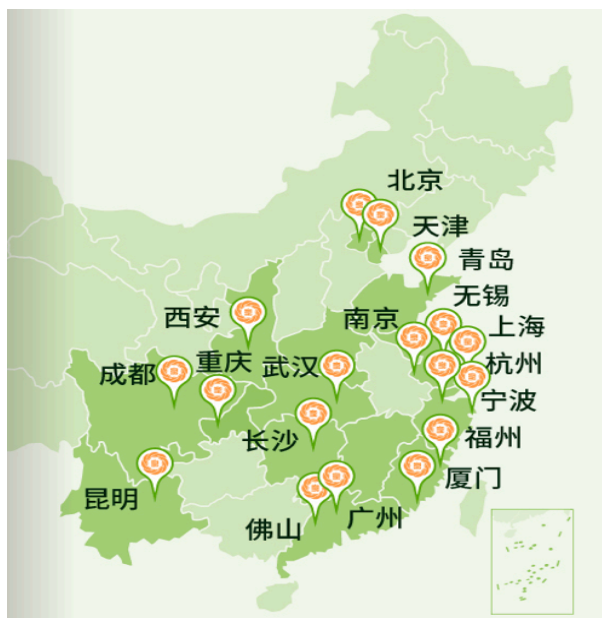 北京
天津
青岛
无锡
西安
南京
上海
成都
重庆
武汉
杭州
宁波
长沙
福州
厦门
昆明
佛山
广州